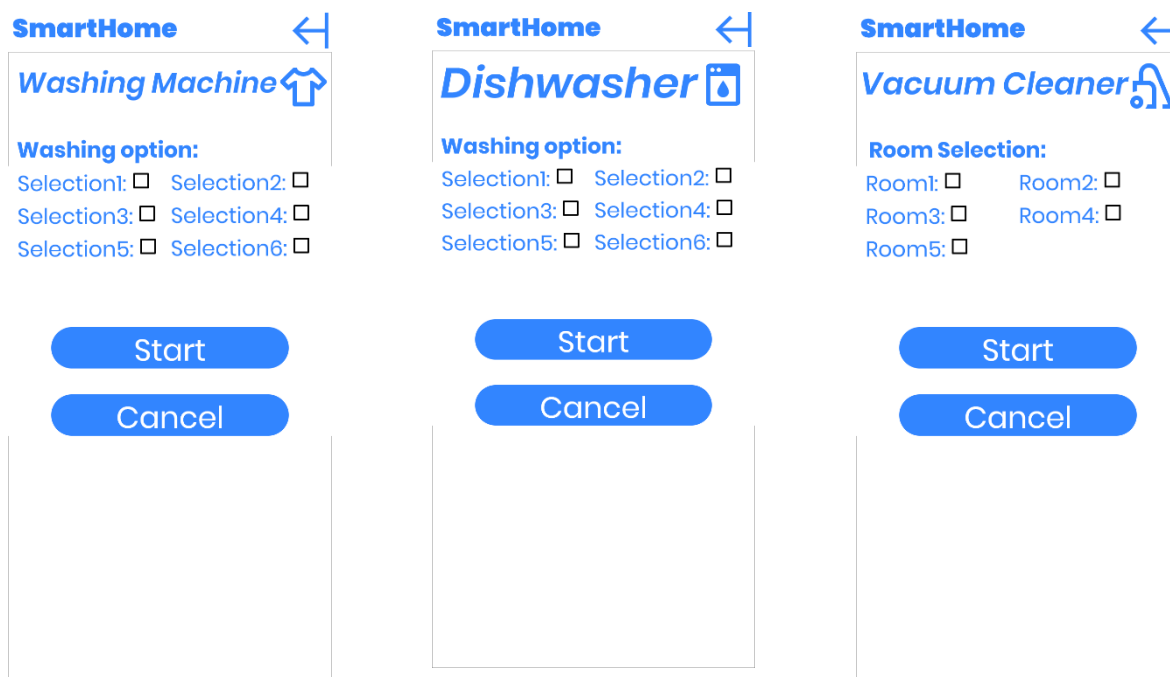 SmartHome
Washing Machine
Washing option:
Selection1: Selection2:
Selection3: Selection4:
Selection5: Selection6:
Start
Cancel
SmartHome
Dishwasher
Washing option:
Selection1: Selection2:
Selection3: Selection4:
Selection5: Selection6:
Start
Cancel
SmartHome
Vacuum Cleaner
Room Selection:
Room1: Room2:
Room3: Room4:
Room5:
Start
Cancel